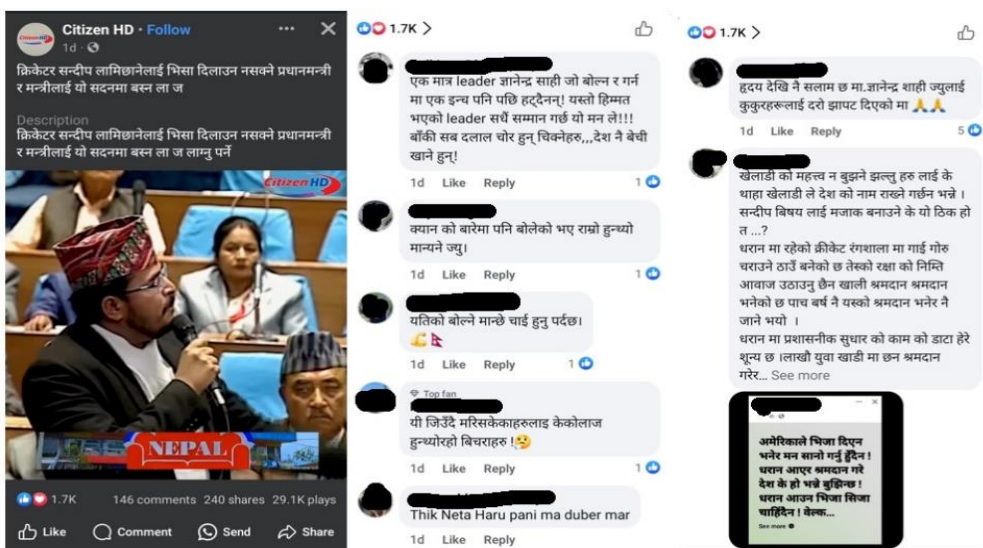 Citizen HD · Follow
1d
क्रिकेटर सन्दीप लामिछानेलाई भिसा दिलाउन नसक्ने प्रधानमन्त्री
र मन्त्रीलाई यो सदनमा बस्न ला ज
Description
क्रिकेटर सन्दीप लामिछानेलाई भिसा दिलाउन नसक्ने प्रधानमन्त्री
र मन्त्रीलाई यो सदनमा बस्न ला ज लाग्नु पर्ने
Citizen HD
NEPAL
1.7K 146 comments 240 shares 29.1K plays
Like Comment Send Share
1.7K >
एक मात्र leader ज्ञानेन्द्र साही जो बोल्न र गर्न
मा एक इन्च पनि पछि हट्दैनन्! यस्तो हिम्मत
भएको leader सधैं सम्मान गर्छ यो मन ले!!!
बाँकी सब दलाल चोर हुन् चिक्नेहरु,,,देश नै बेची
खाने हुन्!
1d Like Reply 1
क्यान को बारेमा पनि बोलेको भए राम्रो हुन्थ्यो
मान्यने ज्यु।
1d Like Reply 1
यतिको बोल्ने मान्छे चाई हुनु पर्दछ।
💪🇳🇵
1d Like Reply 1
Top fan
यी जिउँदै मरिसकेकाहरुलाइ केकोलाज
हुन्थ्योरहो बिचराहरु !🤥
1d Like Reply 1
Thik Neta Haru pani ma duber mar
1d Like Reply
1.7K >
हृदय देखि नै सलाम छ मा.ज्ञानेन्द्र शाही ज्युलाई
कुकुरहरूलाई दरो झापट दिएको मा 🙏🙏
1d Like Reply 5
खेलाडी को महत्त्व न बुझने झल्लु हरु लाई के
थाहा खेलाडी ले देश को नाम राख्ने गर्छन भन्ने ।
सन्दीप बिषय लाई मजाक बनाउने के यो ठिक हो
त ...?
धरान मा रहेको क्रीकेट रंगशाला मा गाई गोरु
चराउने ठाउँ बनेको छ तेस्को रक्षा को निम्ति
आवाज उठाउनु छैन खाली श्रमदान श्रमदान
भनेको छ पाच बर्ष नै यस्को श्रमदान भनेर नै
जाने भयो ।
धरान मा प्रशासनीक सुधार को काम को डाटा हेरे
शून्य छ ।लाखौ युवा खाडी मा छन श्रमदान
गरेर... See more
अमेरिकाले भिजा दिएन
भनेर मन सानो गर्नु हुँदैन !
धरान आएर श्रमदान गरे
देश के हो भन्ने बुझिन्छ !
धरान आउन भिजा सिजा
चाहिँदैन ! वेल्क...
See more